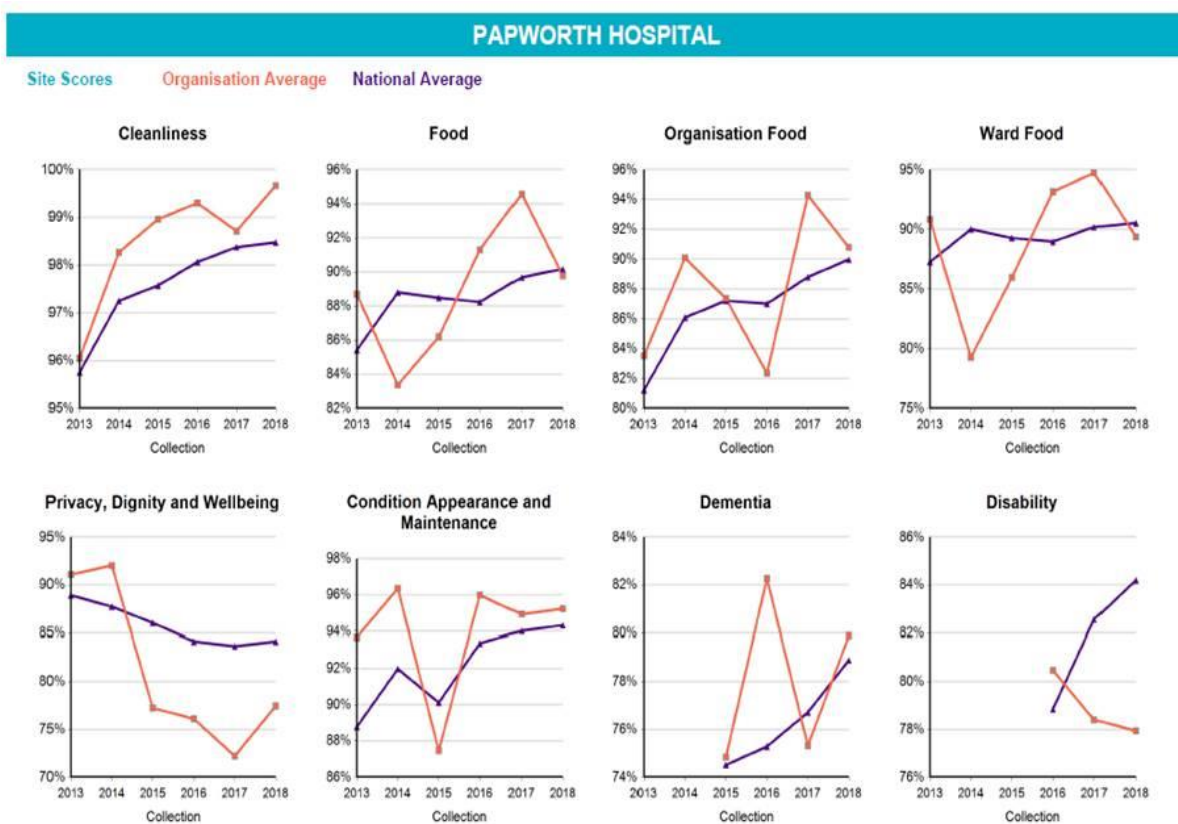 PAPWORTH HOSPITAL
Site Scores Organisation Average National Average
Cleanliness
100%
99%
98%
97%
96%
95%
2013 2014 2015 2016 2017 2018
Collection
Food
96%
94%
92%
90%
88%
86%
84%
82%
2013 2014 2015 2016 2017 2018
Collection
Organisation Food
96%
94%
92%
90%
88%
86%
84%
82%
80%
2013 2014 2015 2016 2017 2018
Collection
Ward Food
95%
90%
85%
80%
75%
2013 2014 2015 2016 2017 2018
Collection
Privacy, Dignity and Wellbeing
95%
90%
85%
80%
75%
70%
2013 2014 2015 2016 2017 2018
Collection
Condition Appearance and
Maintenance
98%
96%
94%
92%
90%
88%
86%
2013 2014 2015 2016 2017 2018
Collection
Dementia
84%
82%
80%
78%
76%
74%
2013 2014 2015 2016 2017 2018
Collection
Disability
86%
84%
82%
80%
78%
76%
2013 2014 2015 2016 2017 2018
Collection